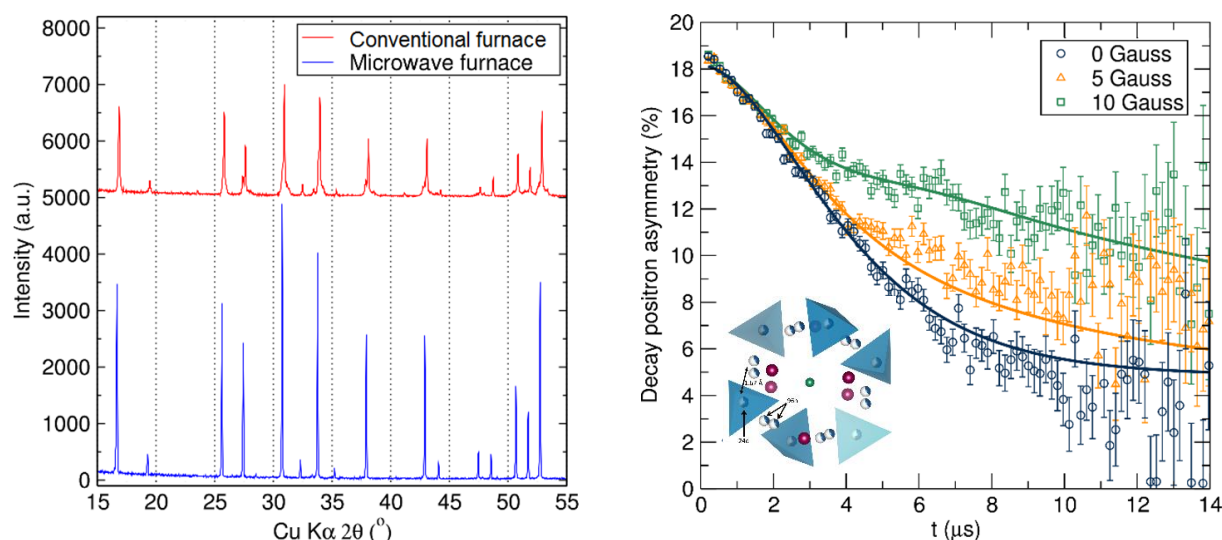 8000
7000
6000
5000
4000
3000
2000
1000
0
Intensity (a.u.)
Conventional furnace
Microwave furnace
15 20 25 30 35 40 45 50 55
Cu Kα 2θ (°)
20
18
16
14
12
10
8
6
4
2
0
Decay positron asymmetry (%)
0 Gauss
5 Gauss
10 Gauss
96h
24d
0 2 4 6 8 10 12 14
t (μs)